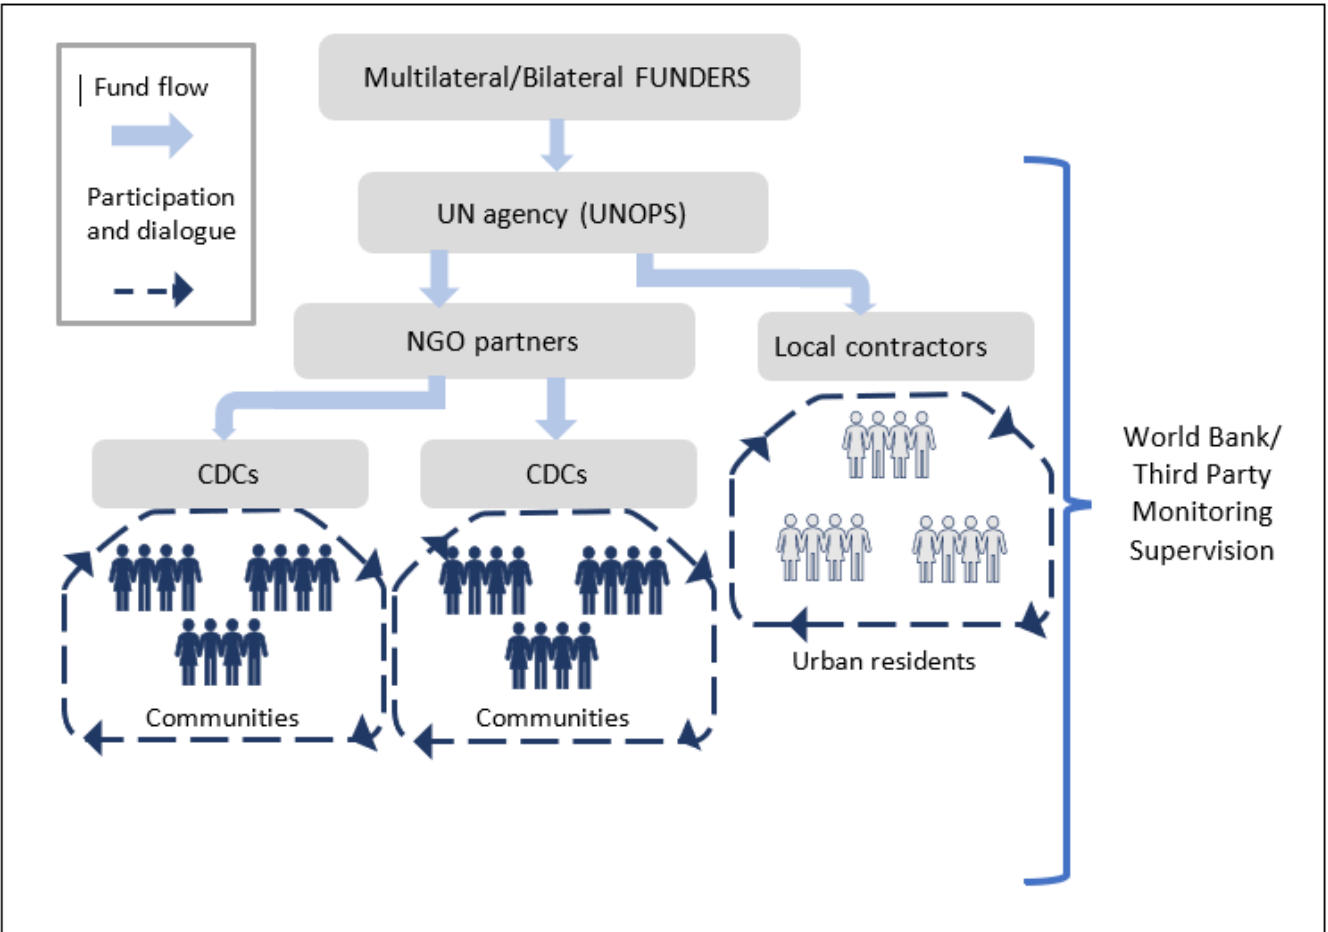 Multilateral/Bilateral FUNDERS
| Fund flow
Participation
and dialogue
UN agency (UNOPS)
NGO partners
Local contractors
CDCs
CDCs
World Bank/
Third Party
Monitoring
Supervision
Urban residents
Communities
Communities